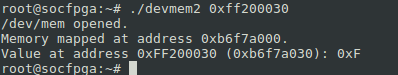 root@socfpga:~# ./devmem2 0xff200030
/dev/mem opened.
Memory mapped at address 0xb6f7a000.
Value at address 0xFF200030 (0xb6f7a030): 0xF
root@socfpga:~#